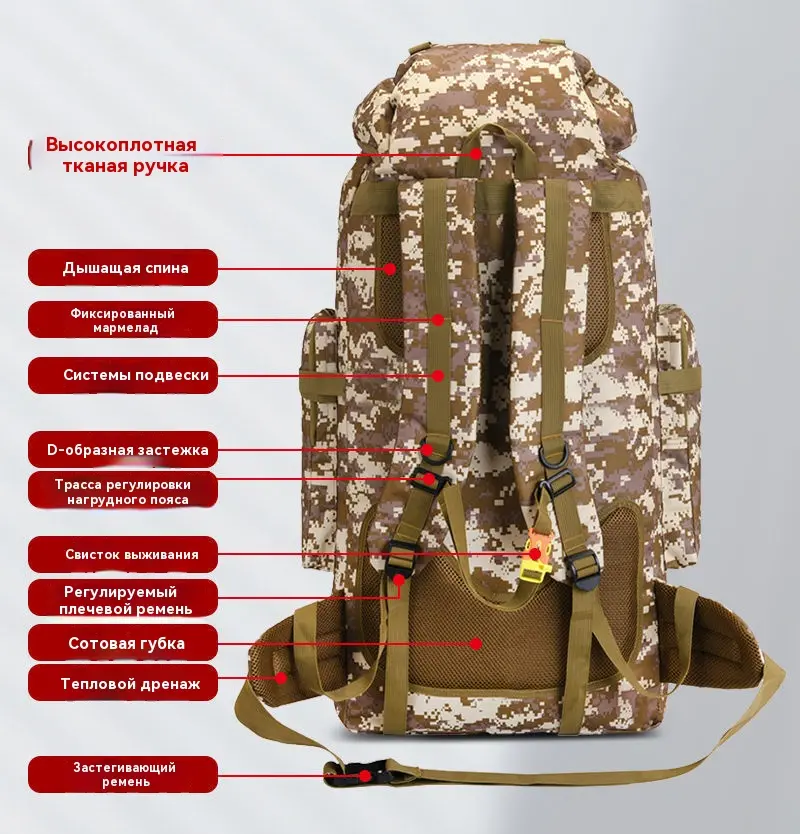 Высокоплотная
тканая ручка
Дышащая спина
Фиксированный
мармелад
Системы подвески
D-образная застежка
Трасса регулировки
нагрудного пояса
Свисток выживания
Регулируемый
плечевой ремень
Сотовая губка
Тепловой дренаж
Застегивающий
ремень